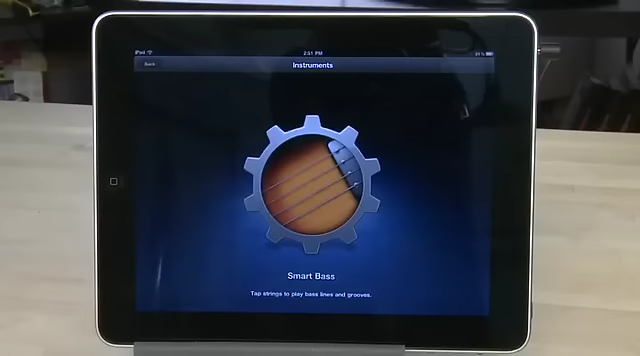 iPad
2:51 PM
Back
Instruments
Smart Bass
Tap strings to play bass lines and grooves.